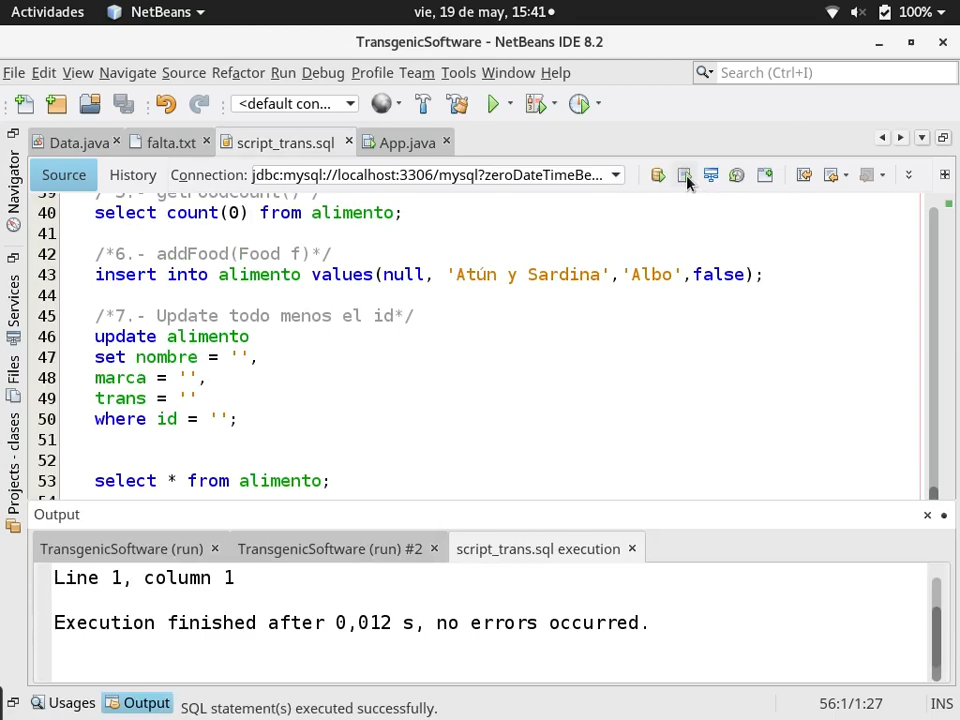 Actividades NetBeans vie, 19 de may, 15:41 100%
TransgenicSoftware - NetBeans IDE 8.2
File Edit View Navigate Source Refactor Run Debug Profile Team Tools Window Help Search (Ctrl+I)
<default con...
Data.java falta.txt script_trans.sql App.java
Source History Connection: jdbc:mysql://localhost:3306/mysql?zeroDateTimeBe...
40 select count(0) from alimento;
41
42 /*6.- addFood(Food f)*/
43 insert into alimento values(null, 'Atún y Sardina','Albo',false);
44
45 /*7.- Update todo menos el id*/
46 update alimento
47 set nombre = '',
48 marca = '',
49 trans = ''
50 where id = '';
51
52
53 select * from alimento;
Navigator
Services
Files
Projects - clases
Output
TransgenicSoftware (run) TransgenicSoftware (run) #2 script_trans.sql execution
Line 1, column 1
Execution finished after 0,012 s, no errors occurred.
Usages Output SQL statement(s) executed successfully. 56:1/1:27 INS